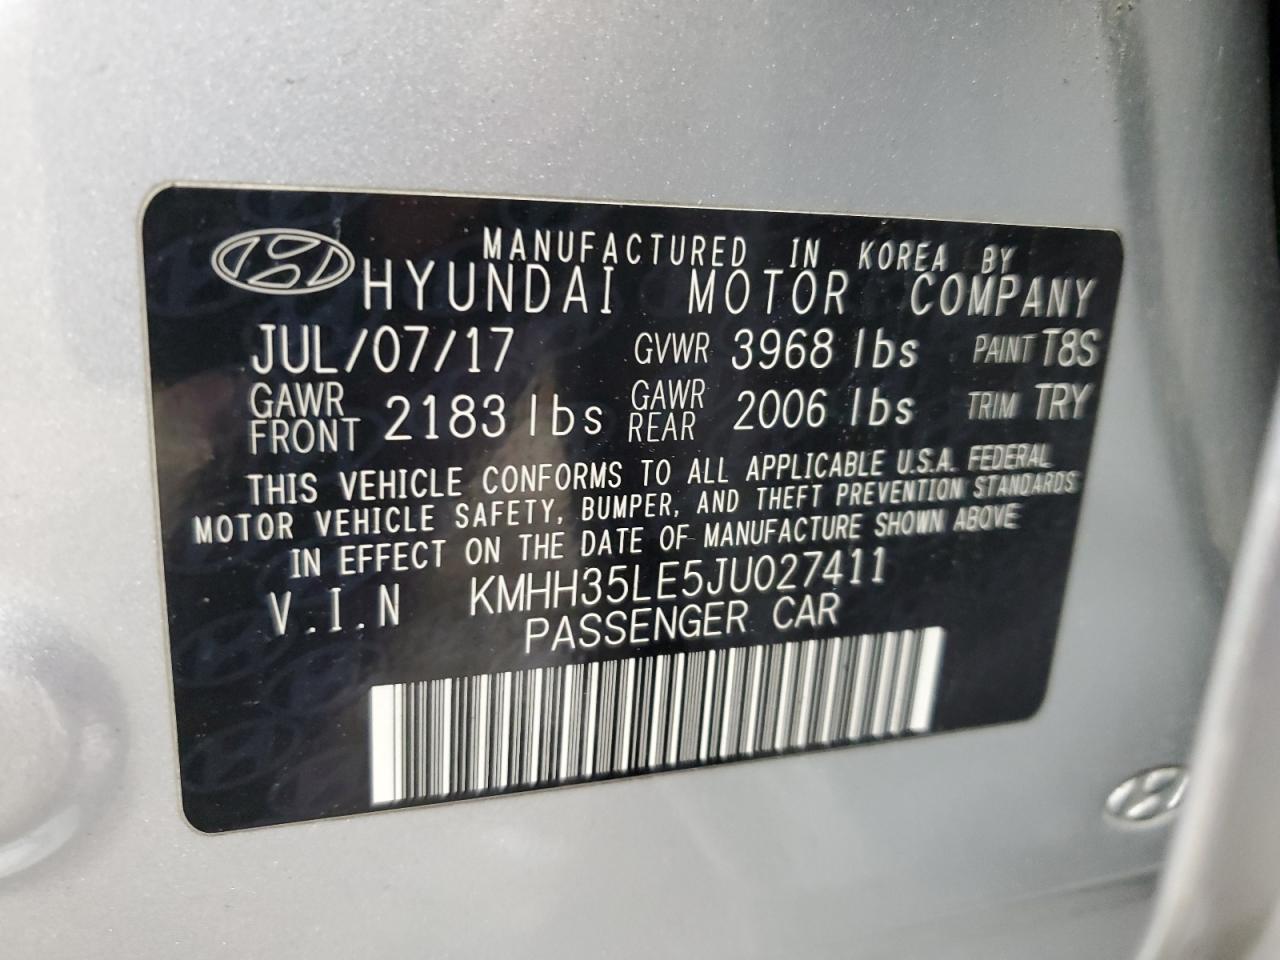 MANUFACTURED IN KOREA BY
HYUNDAI MOTOR COMPANY
JUL/07/17 GVWR 3968 lbs PAINT T8S
GAWR FRONT 2183 lbs GAWR REAR 2006 lbs TRIM TRY
THIS VEHICLE CONFORMS TO ALL APPLICABLE U.S.A. FEDERAL
MOTOR VEHICLE SAFETY, BUMPER, AND THEFT PREVENTION STANDARDS
IN EFFECT ON THE DATE OF MANUFACTURE SHOWN ABOVE
V.I.N KMHH35LE5JU027411
PASSENGER CAR